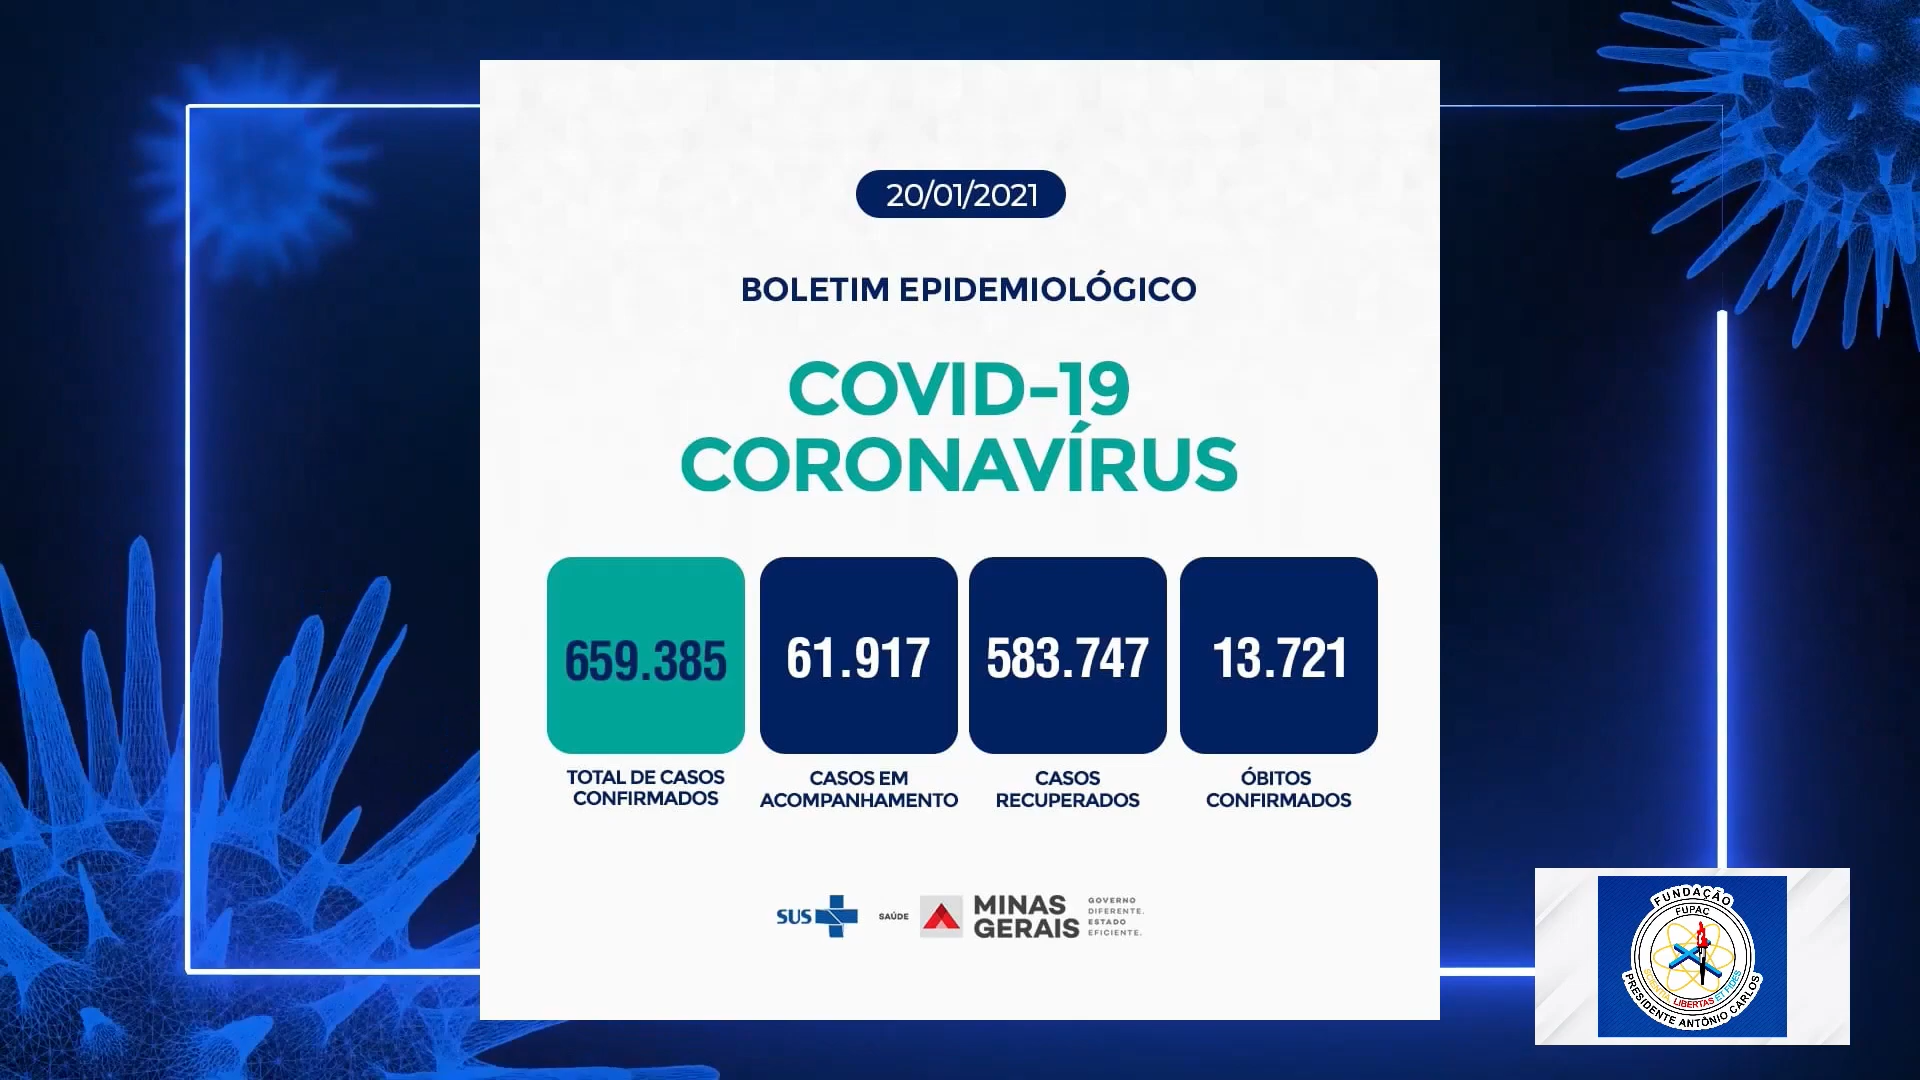 20/01/2021
BOLETIM EPIDEMIOLÓGICO
COVID-19
CORONAVÍRUS
659.385
61.917
583.747
13.721
TOTAL DE CASOS
CONFIRMADOS
CASOS EM
ACOMPANHAMENTO
CASOS
RECUPERADOS
ÓBITOS
CONFIRMADOS
SUS
SAÚDE
MINAS
GERAIS
GOVERNO
DIFERENTE.
ESTADO
EFICIENTE.
FUNDAÇÃO
FUPAC
LIBERTAS ET FIDES
PRESIDENTE ANTÔNIO CARLOS